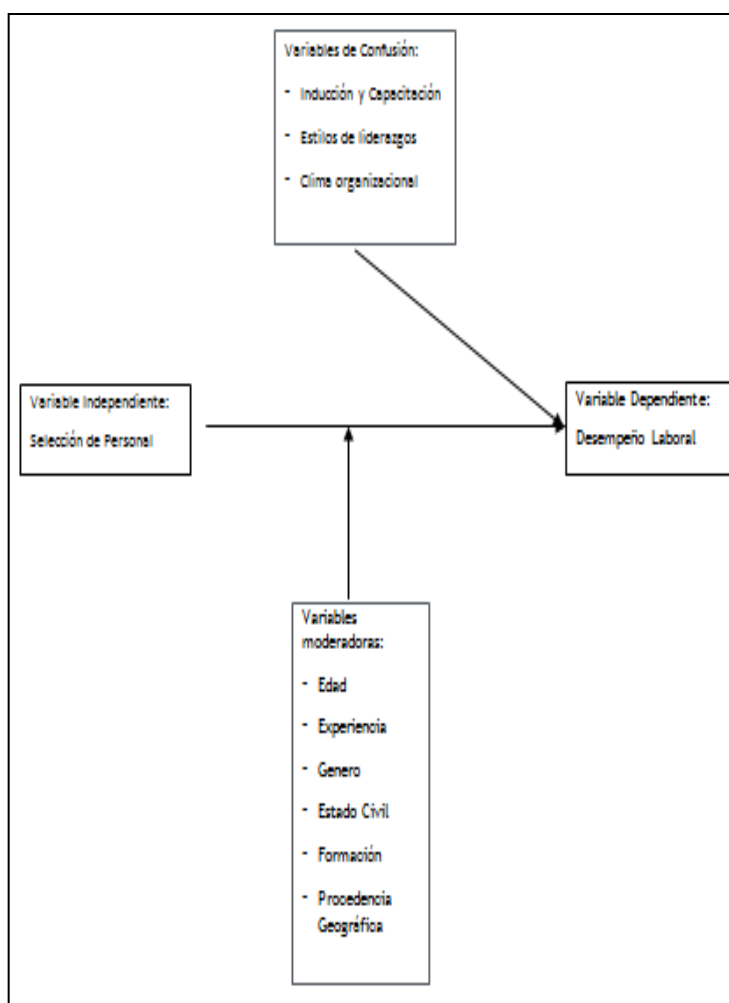 Variables de Confusión:
- Inducción y Capacitación
- Estilos de liderazgos
- Clima organizacional
Variable Independiente:
Selección de Personal
Variable Dependiente:
Desempeño Laboral
Variables
moderadoras:
- Edad
- Experiencia
- Genero
- Estado Civil
- Formación
- Procedencia
Geográfica